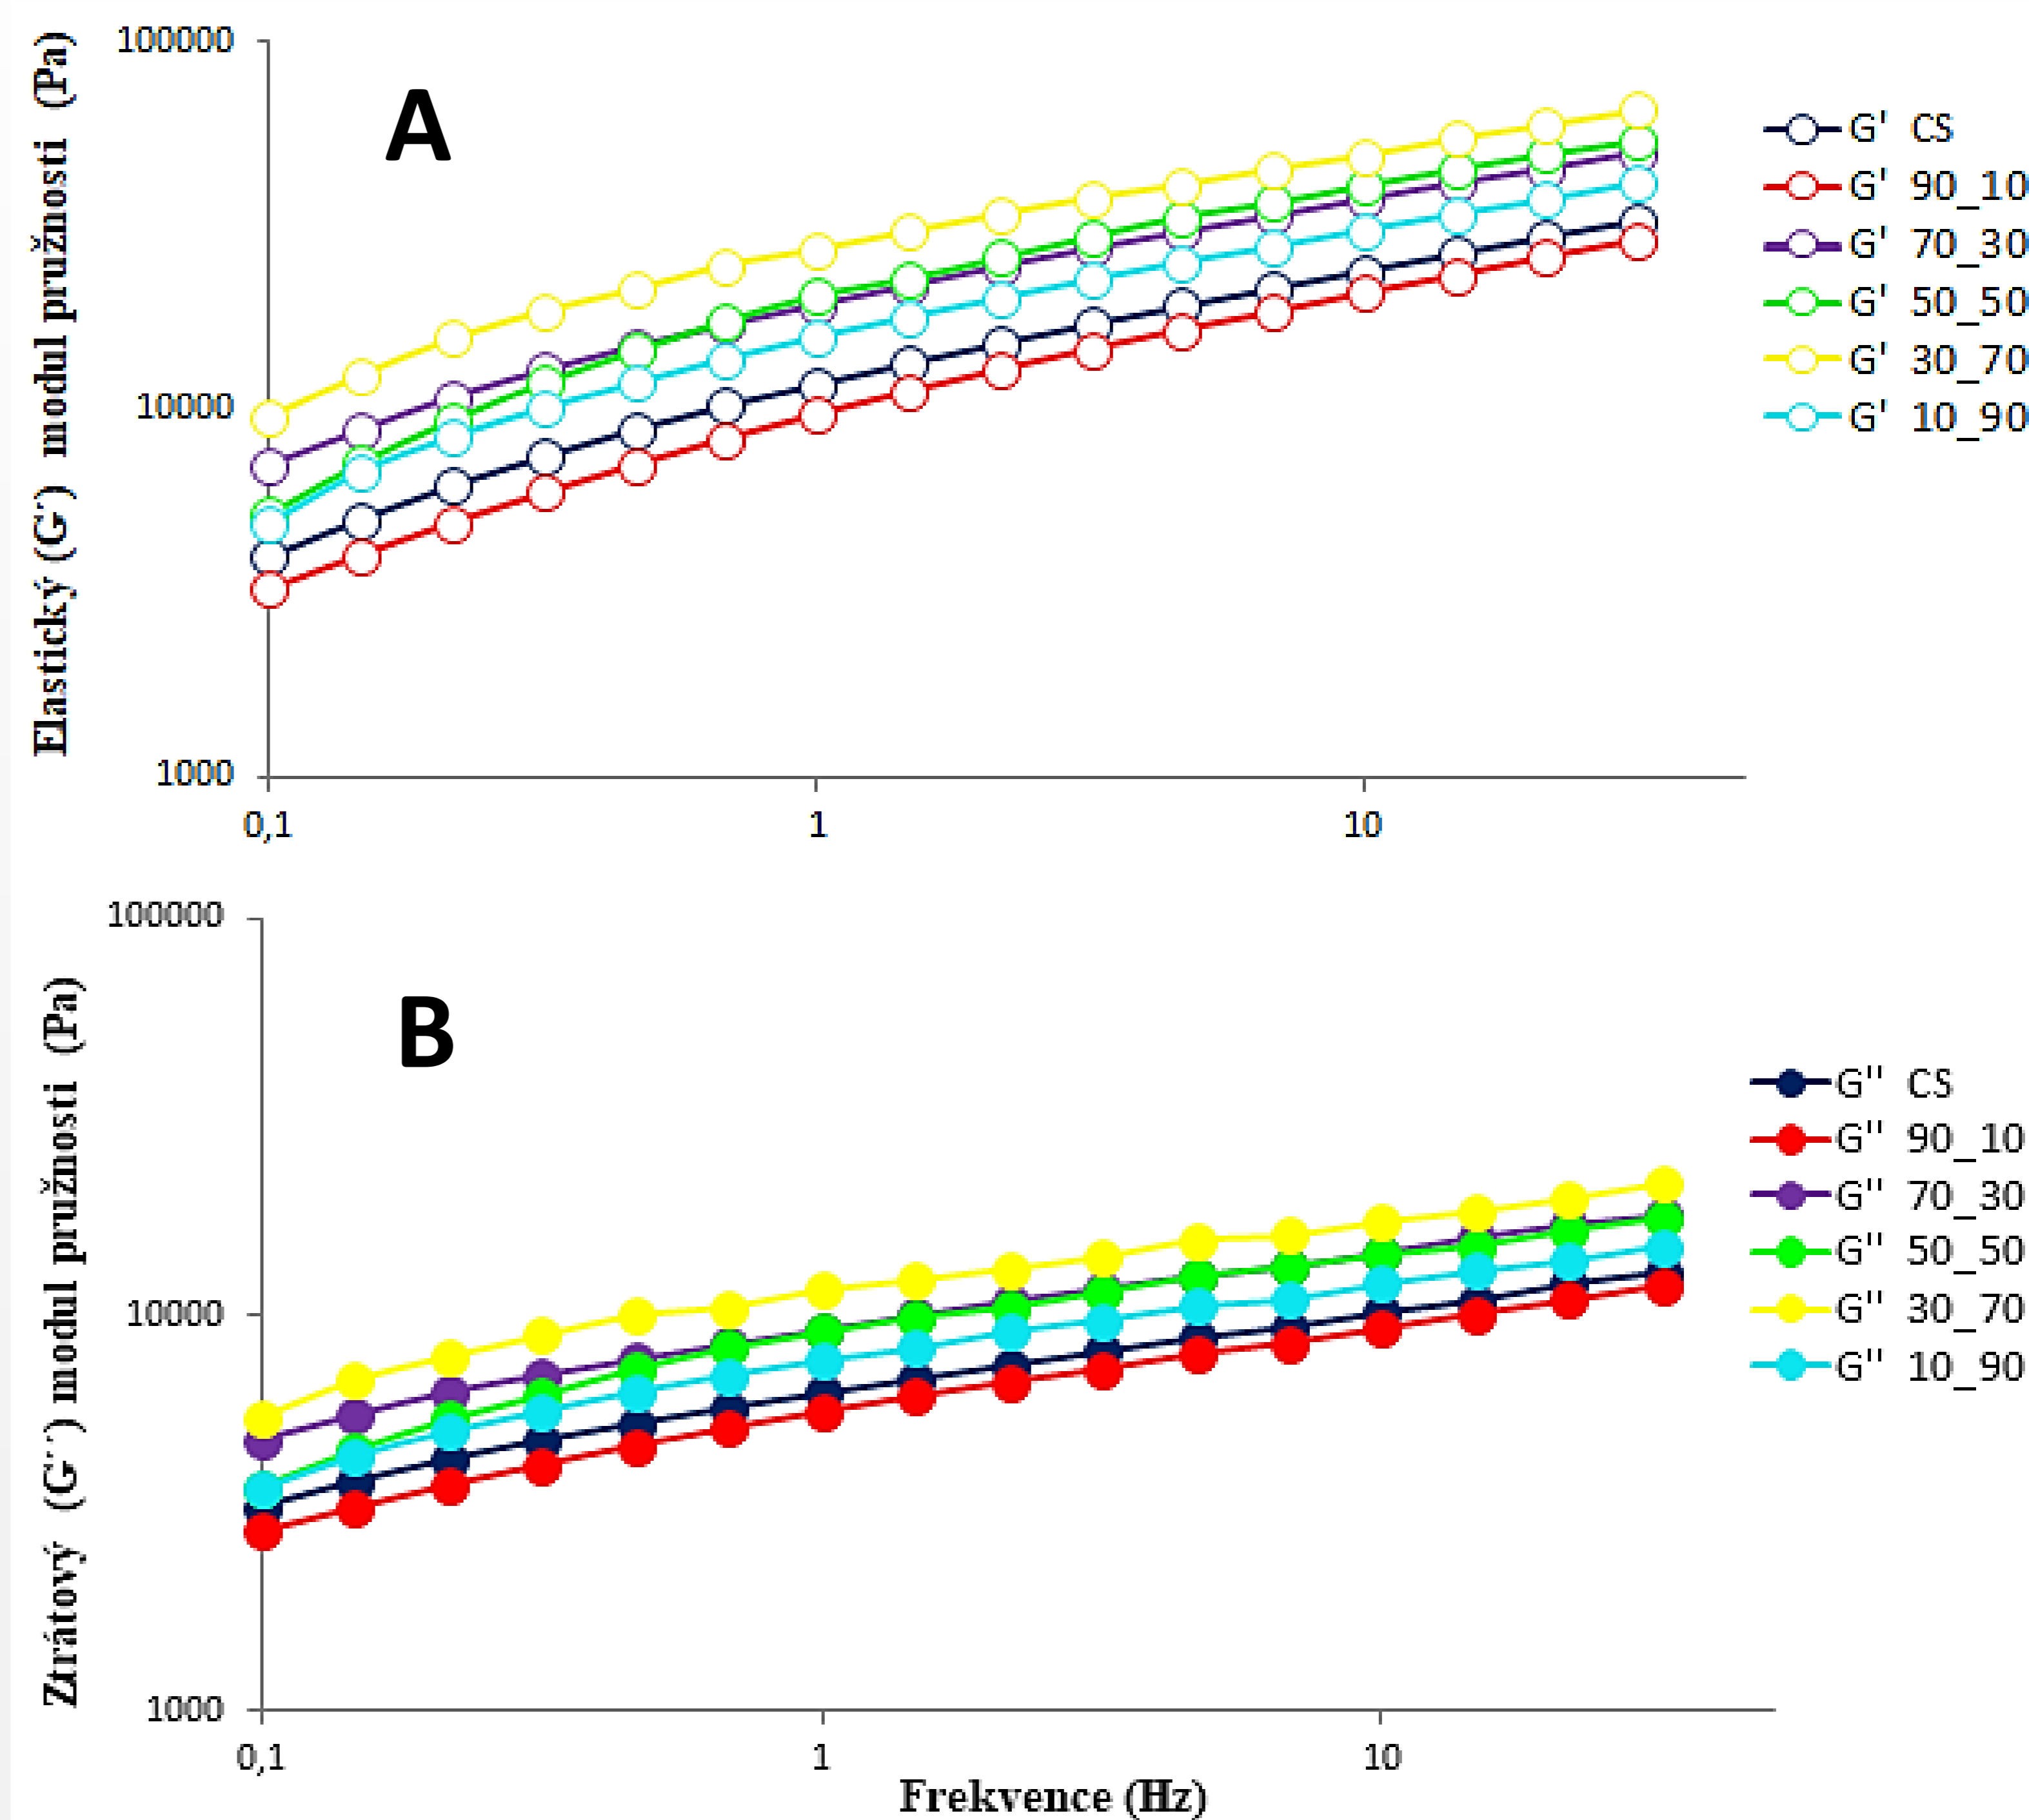 A
Elastický (G´) modul pružnosti (Pa)
100000
10000
1000
0,1 1 10
G' CS
G' 90_10
G' 70_30
G' 50_50
G' 30_70
G' 10_90
B
Ztrátový (G´´) modul pružnosti (Pa)
100000
10000
1000
0,1 1 10
Frekvence (Hz)
G" CS
G" 90_10
G" 70_30
G" 50_50
G" 30_70
G" 10_90